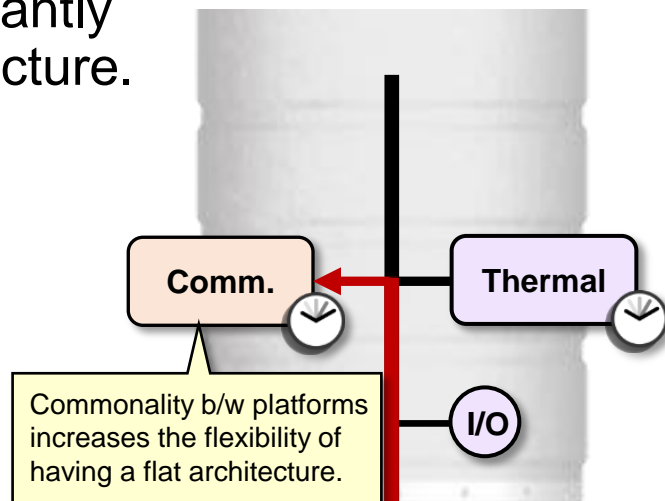 antly
cture.
Comm.
Thermal
Commonality b/w platforms
increases the flexibility of
having a flat architecture.
I/O